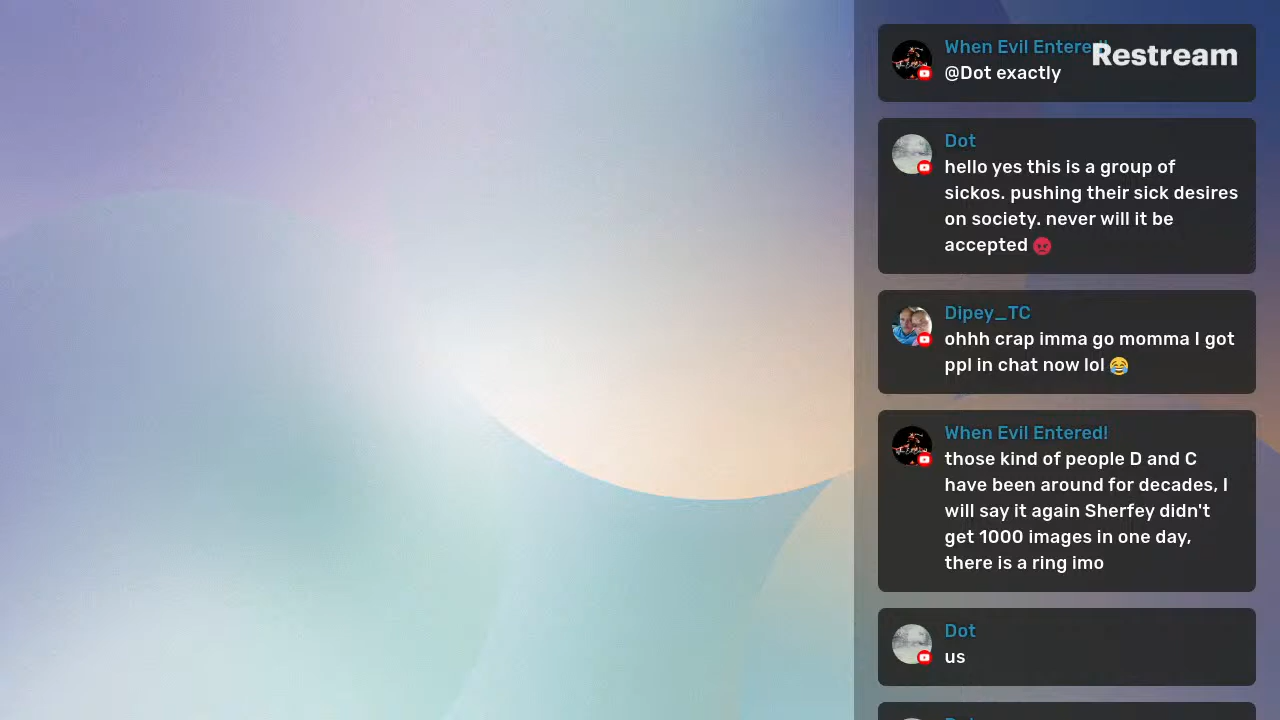 When Evil Entered!
Restream
@Dot exactly
Dot
hello yes this is a group of
sickos. pushing their sick desires
on society. never will it be
accepted 😡
Dipey_TC
ohhh crap imma go momma I got
ppl in chat now lol 😂
When Evil Entered!
those kind of people D and C
have been around for decades, I
will say it again Sherfey didn't
get 1000 images in one day,
there is a ring imo
Dot
us